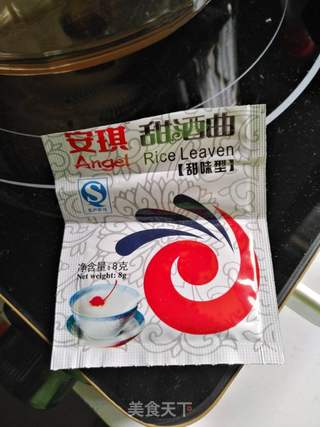 安琪 甜酒曲
Angel Rice Leaven
【甜味型】
净含量:8克
Net weight: 8g
美食天下